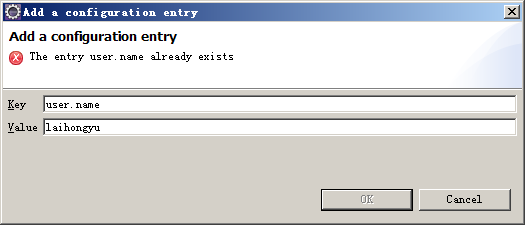 Add a configuration entry
Add a configuration entry
The entry user.name already exists
Key user.name
Value laihongyu
OK Cancel